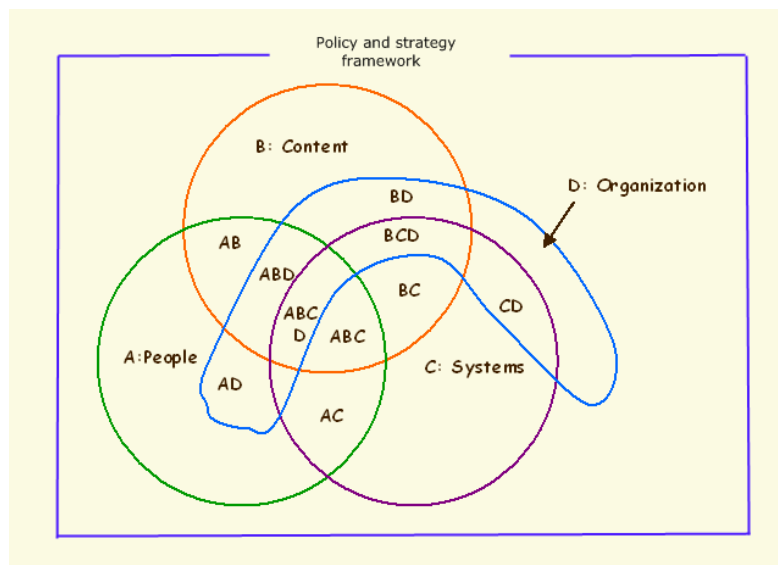 Policy and strategy
framework
B: Content
D: Organization
BD
BCD
AB
ABD
BC
CD
ABC
D
ABC
A:People
C: Systems
AD
AC